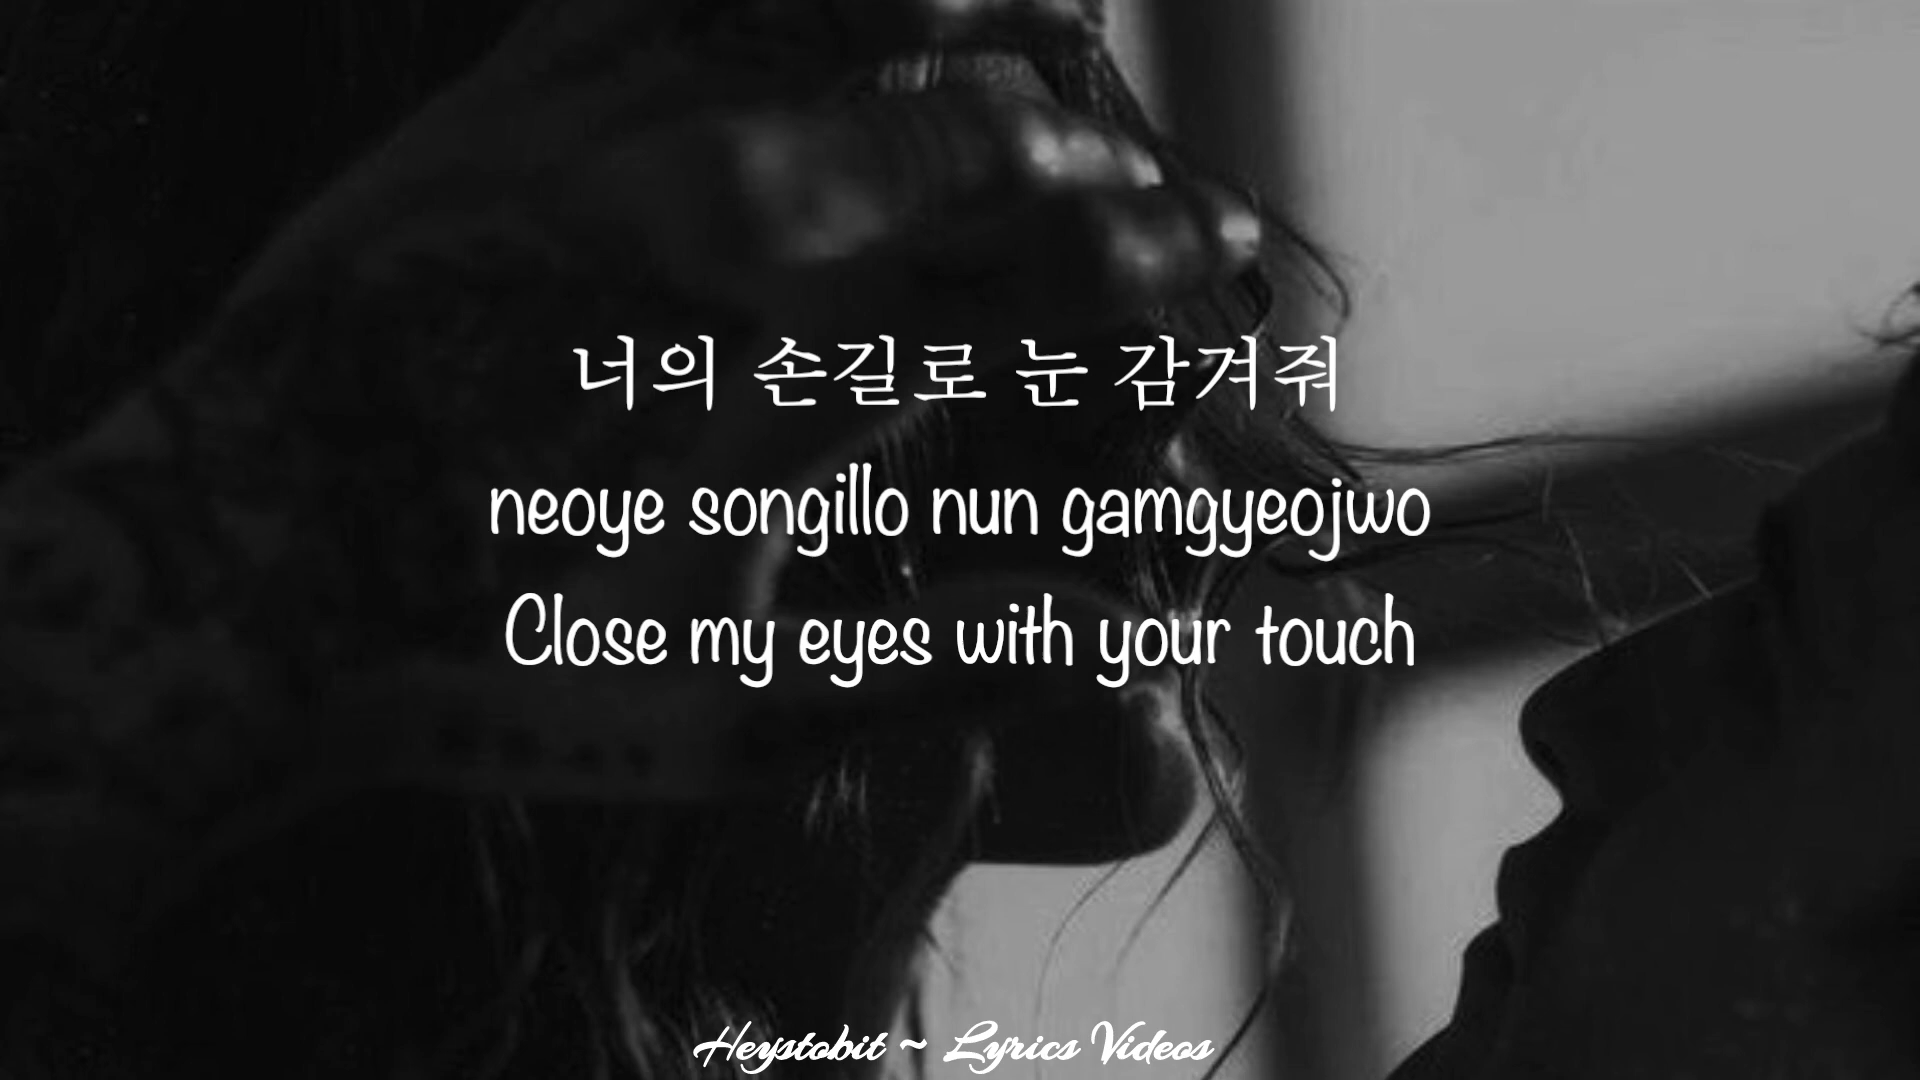 너의 손길로 눈 감겨줘
neoye songillo nun gamgyeojwo
Close my eyes with your touch
Heystobit ~ Lyrics Videos